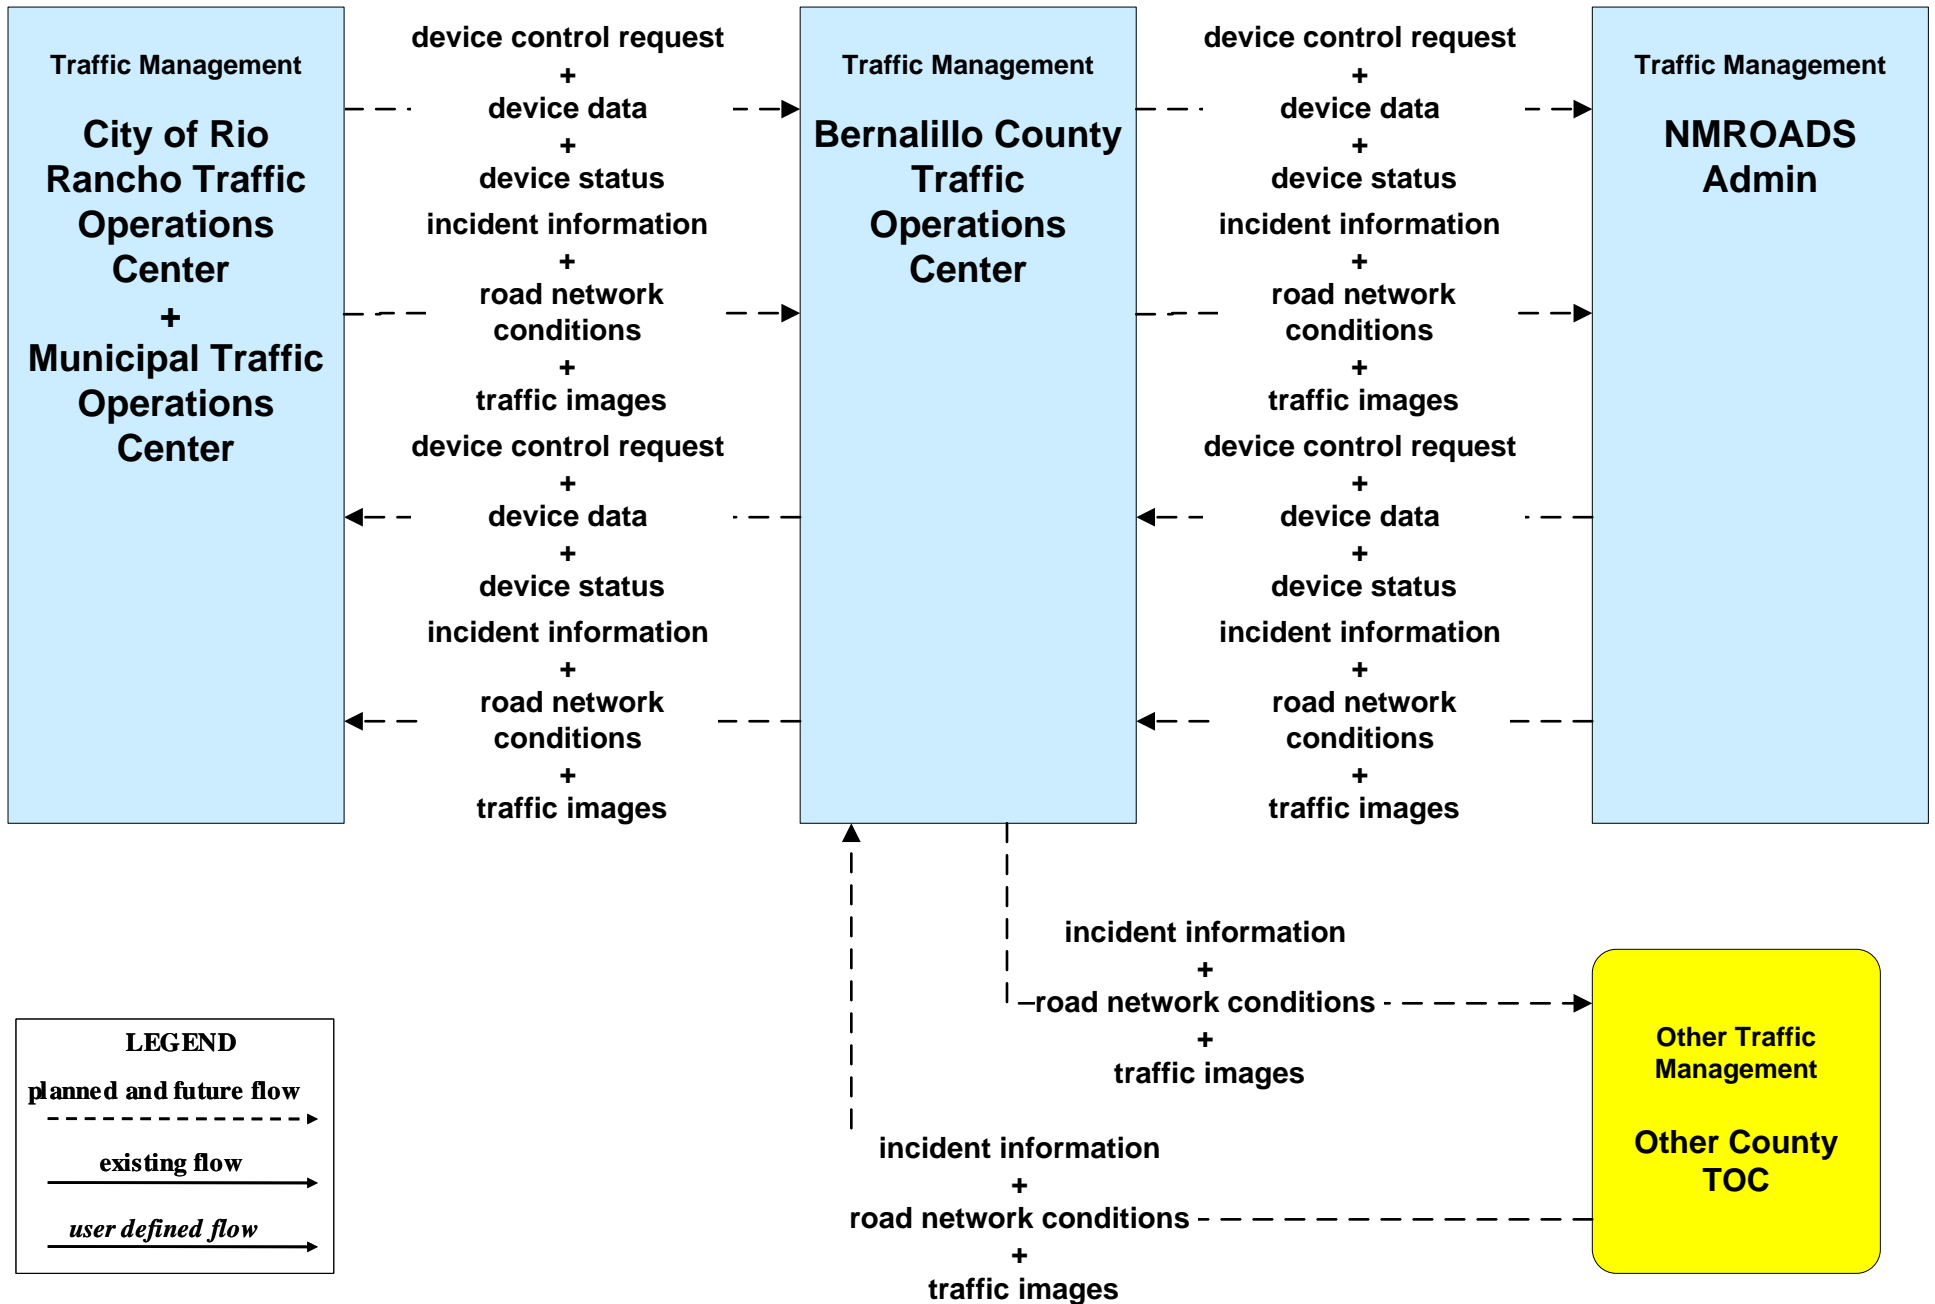 Traffic Management
City of Rio
Rancho Traffic
Operations
Center
+
Municipal Traffic
Operations
Center
device control request
+
device data
+
device status
incident information
+
road network
conditions
+
traffic images
device control request
+
device data
+
device status
incident information
+
road network
conditions
+
traffic images
Traffic Management
Bernalillo County
Traffic
Operations
Center
device control request
+
device data
+
device status
incident information
+
road network
conditions
+
traffic images
device control request
+
device data
+
device status
incident information
+
road network
conditions
+
traffic images
Traffic Management
NMROADS
Admin
incident information
+
road network conditions
+
traffic images
Other Traffic
Management
Other County
TOC
incident information
+
road network conditions
+
traffic images
LEGEND
planned and future flow
existing flow
user defined flow